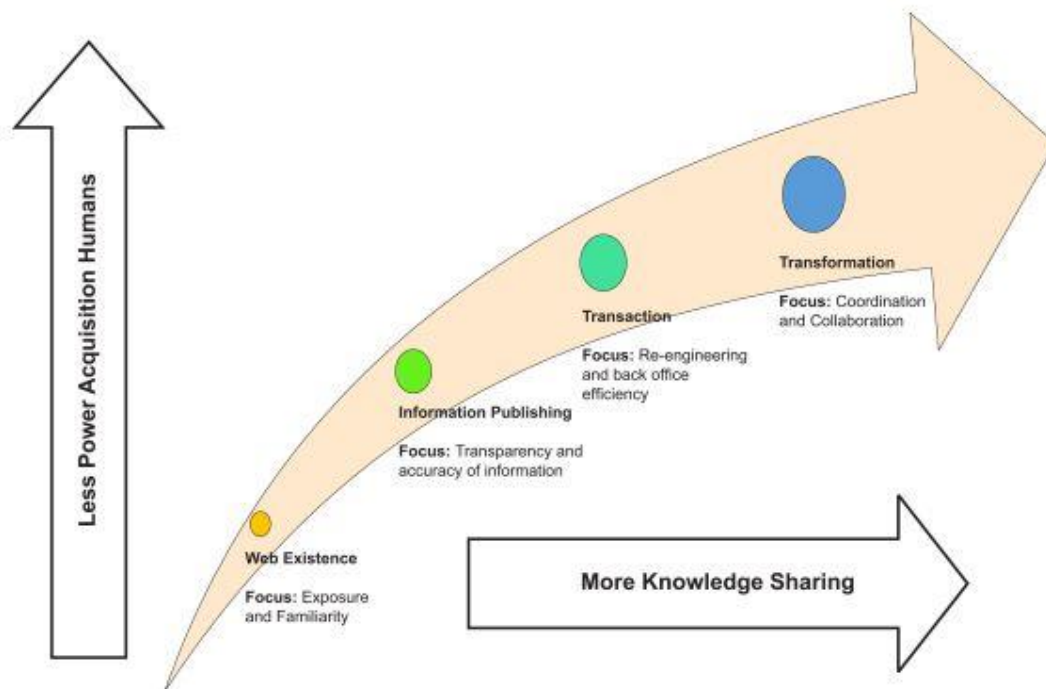 Less Power Acquisition Humans
Transformation
Focus: Coordination
and Collaboration
Transaction
Focus: Re-engineering
and back office
efficiency
Information Publishing
Focus: Transparency and
accuracy of information
Web Existence
Focus: Exposure
and Familiarity
More Knowledge Sharing